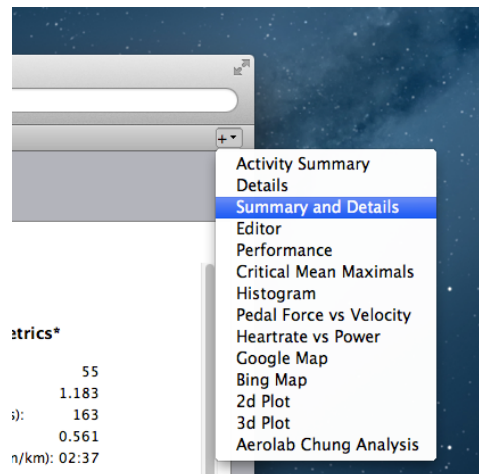 +
Activity Summary
Details
Summary and Details
Editor
Performance
Critical Mean Maximals
Histogram
Pedal Force vs Velocity
Heartrate vs Power
Google Map
Bing Map
2d Plot
3d Plot
Aerolab Chung Analysis
etrics*
55
1.183
s): 163
0.561
n/km): 02:37